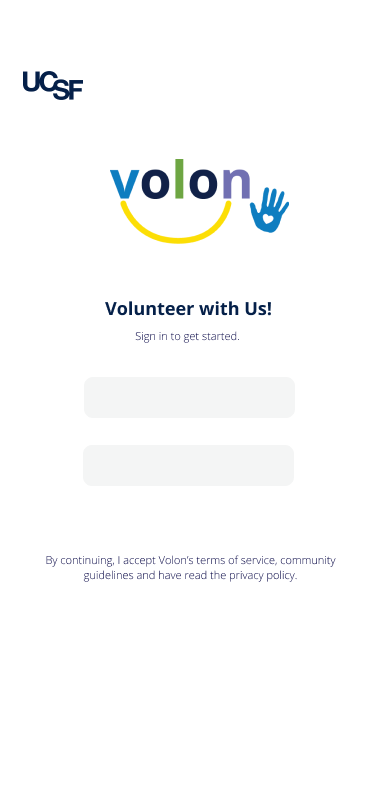 UCSF
volon
Volunteer with Us!
Sign in to get started.
By continuing, I accept Volon's terms of service, community
guidelines and have read the privacy policy.